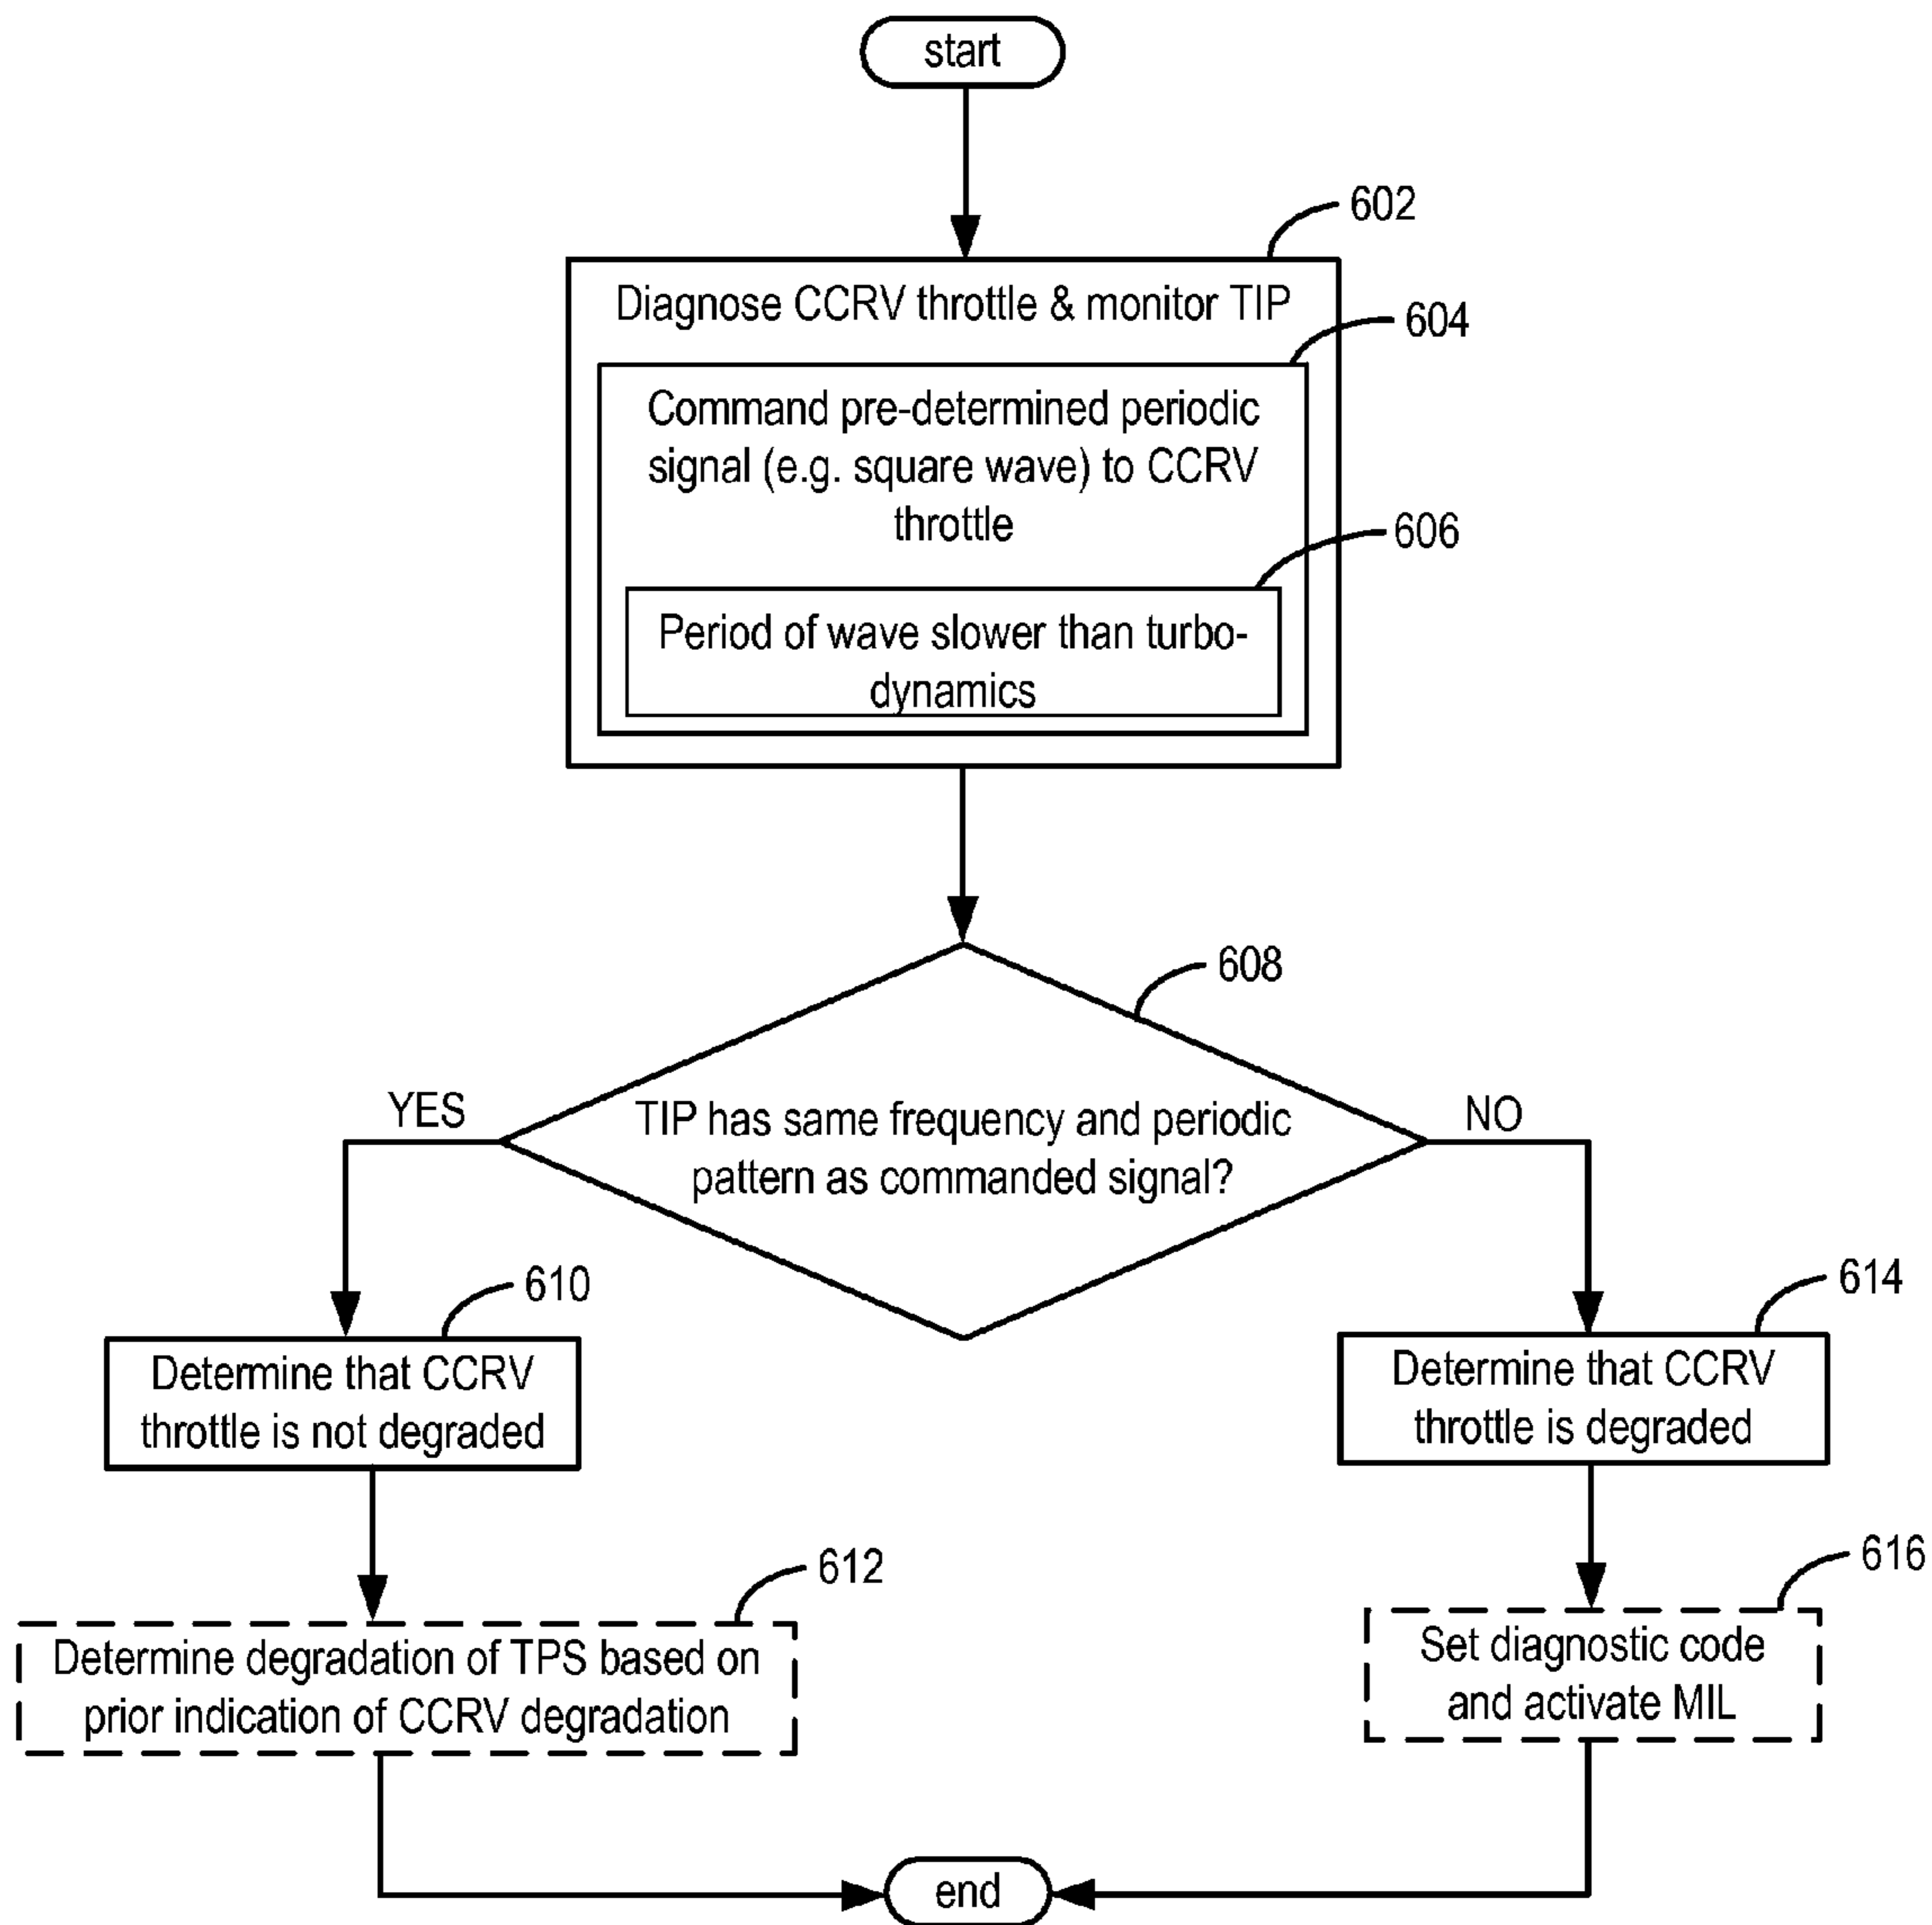 start
602
Diagnose CCRV throttle & monitor TIP
604
Command pre-determined periodic
signal (e.g. square wave) to CCRV
throttle
606
Period of wave slower than turbo-
dynamics
608
YES
TIP has same frequency and periodic
pattern as commanded signal?
NO
610
Determine that CCRV
throttle is not degraded
614
Determine that CCRV
throttle is degraded
612
Determine degradation of TPS based on
prior indication of CCRV degradation
616
Set diagnostic code
and activate MIL
end